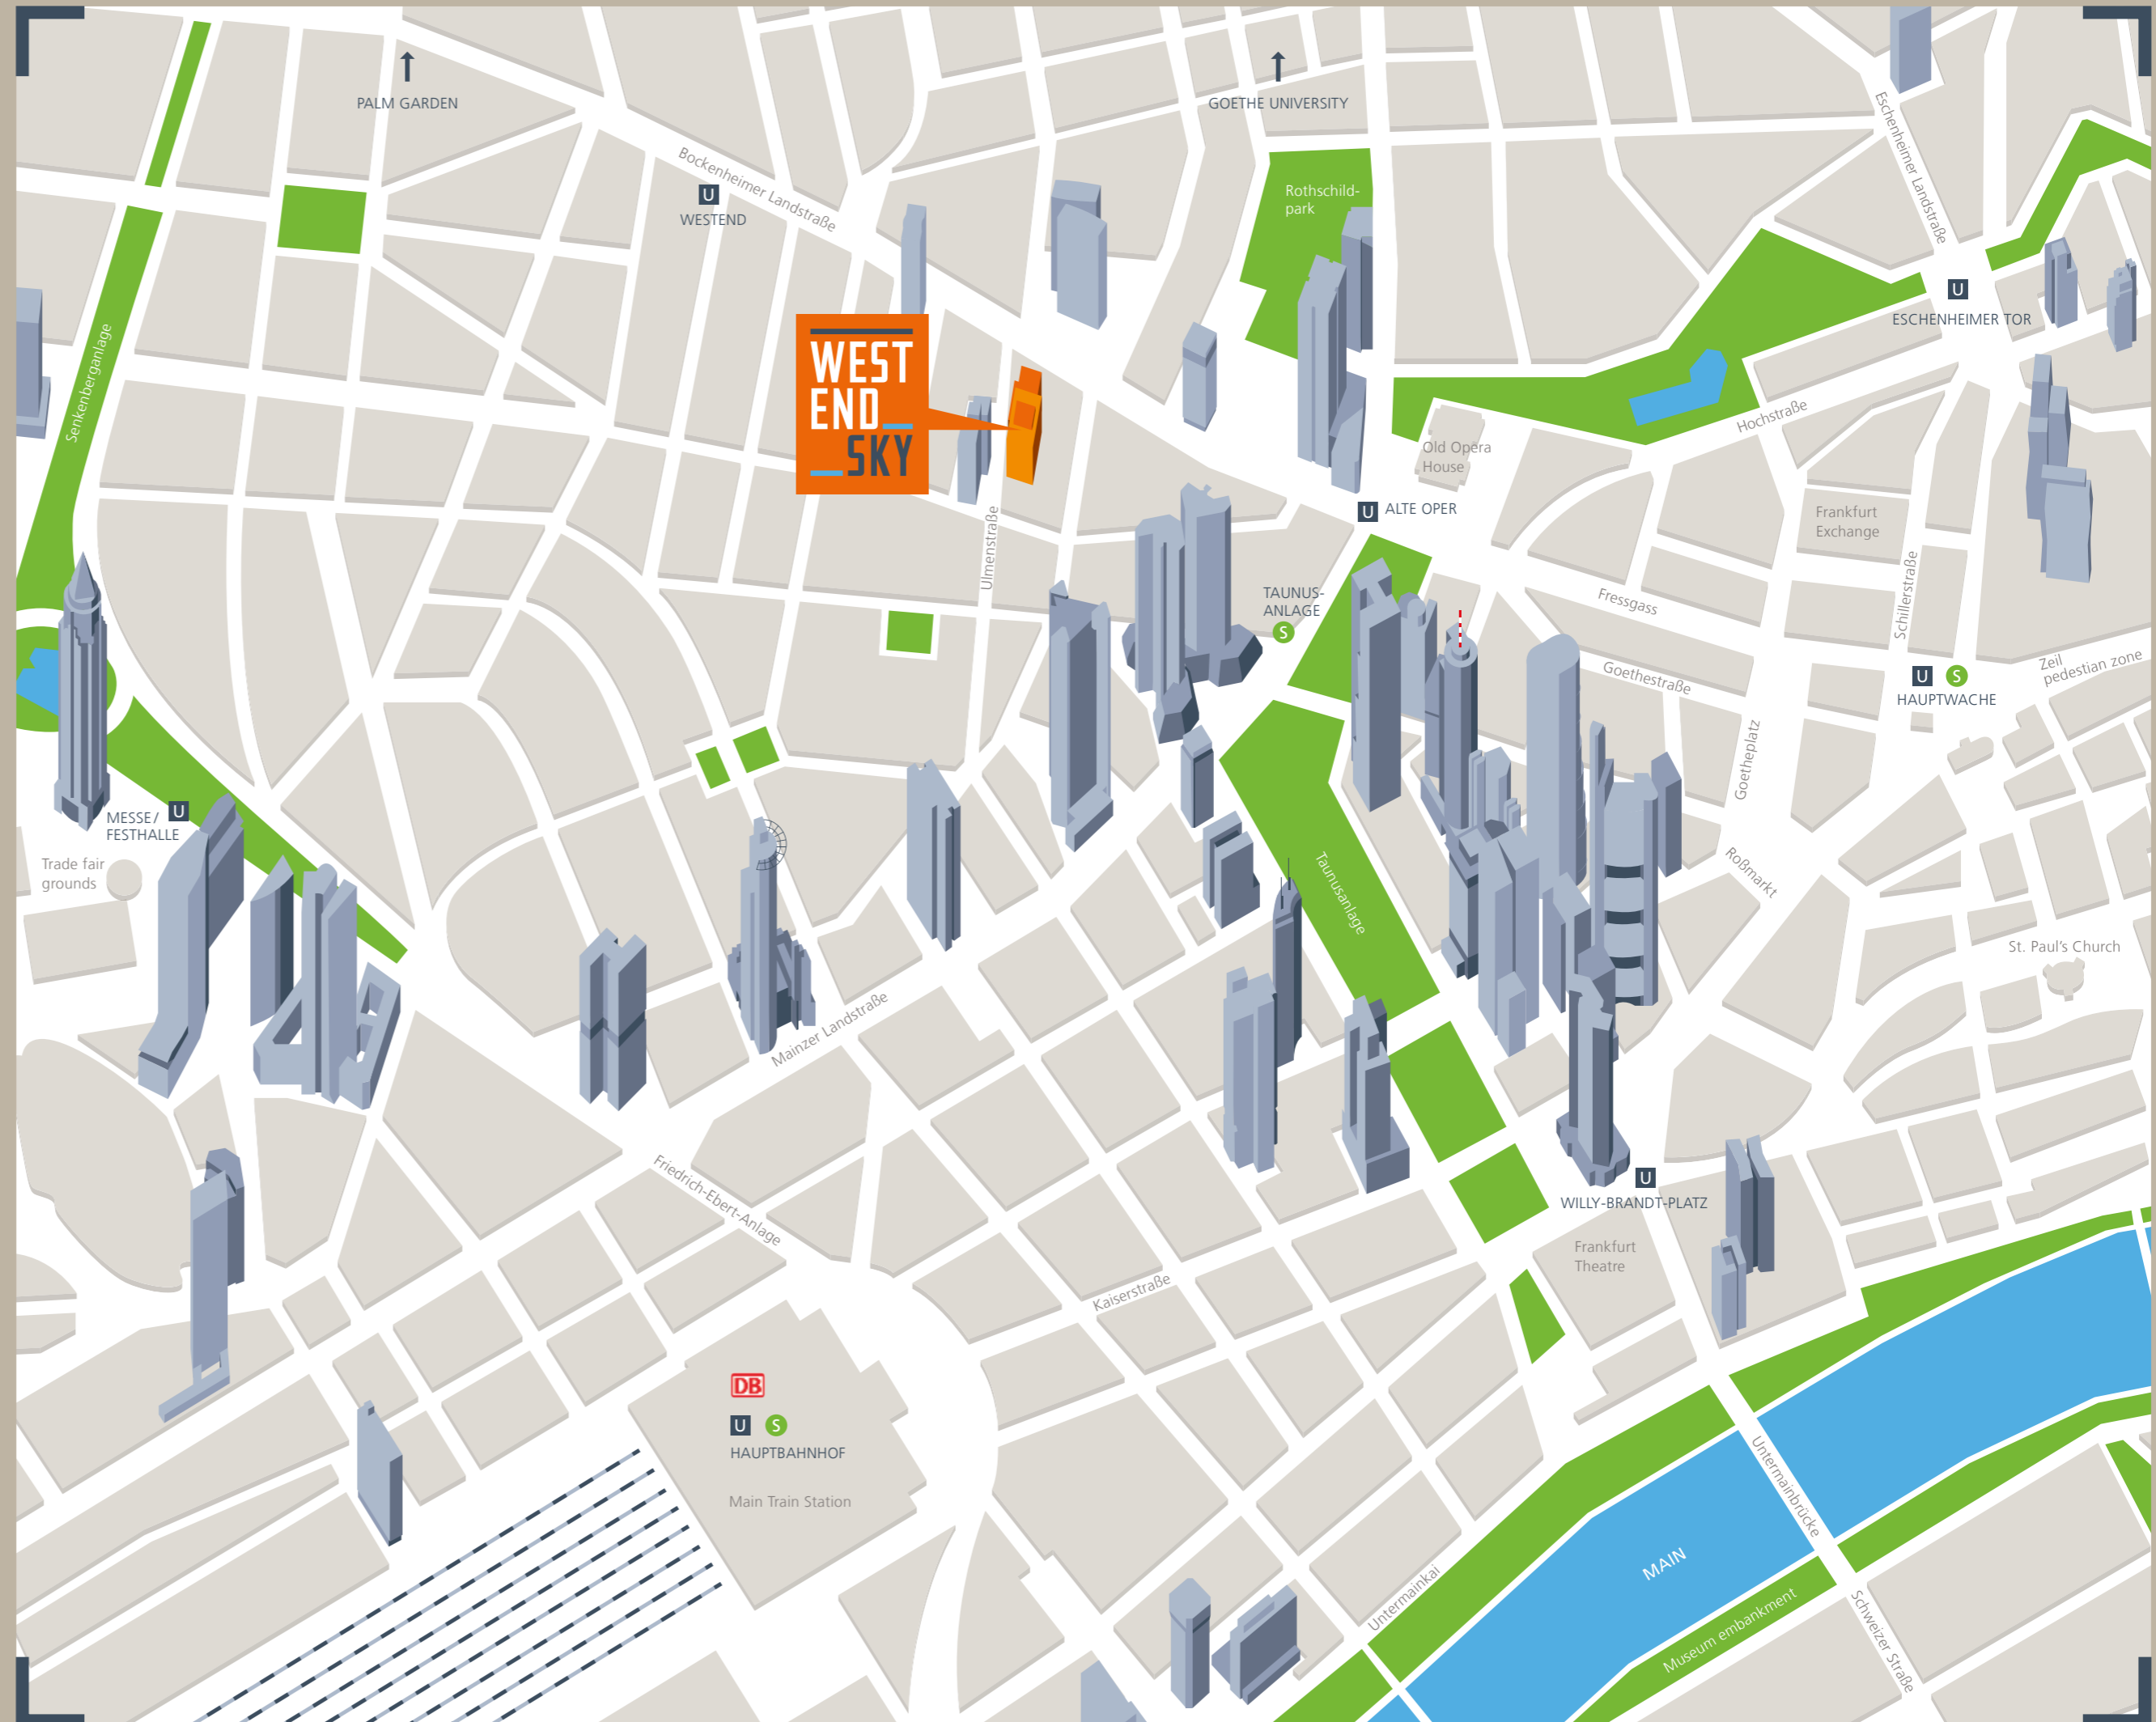 PALM GARDEN
GOETHE UNIVERSITY
Eschenheimer Landstraße
Bockenheimer Landstraße
U
WESTEND
Rothschild-
park
U
ESCHENHEIMER TOR
Senkenberganlage
WEST
END_
_SKY
Hochstraße
Old Opera
House
U ALTE OPER
Frankfurt
Exchange
Ulmenstraße
TAUNUS-
ANLAGE
S
Fressgass
Schillerstraße
Goethestraße
Zeil
pedestian zone
U S
HAUPTWACHE
Goetheplatz
MESSE/
FESTHALLE
U
Trade fair
grounds
Roßmarkt
Taunusanlage
St. Paul's Church
Mainzer Landstraße
Friedrich-Ebert-Anlage
U
WILLY-BRANDT-PLATZ
Frankfurt
Theatre
Kaiserstraße
DB
U S
HAUPTBAHNHOF
Main Train Station
Untermainbrücke
MAIN
Untermainkai
Museum embankment
Schweizer Straße